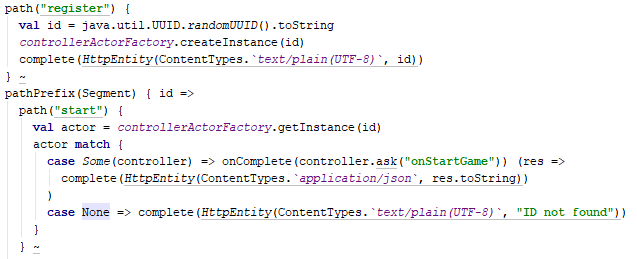 path("register") {
  val id = java.util.UUID.randomUUID().toString
  controllerActorFactory.createInstance(id)
  complete(HttpEntity(ContentTypes.`text/plain(UTF-8)`, id))
} ~
pathPrefix(Segment) { id =>
  path("start") {
    val actor = controllerActorFactory.getInstance(id)
    actor match {
      case Some(controller) => onComplete(controller.ask("onStartGame")) (res =>
        complete(HttpEntity(ContentTypes.`application/json`, res.toString))
      )
      case None => complete(HttpEntity(ContentTypes.`text/plain(UTF-8)`, "ID not found"))
    }
  } ~